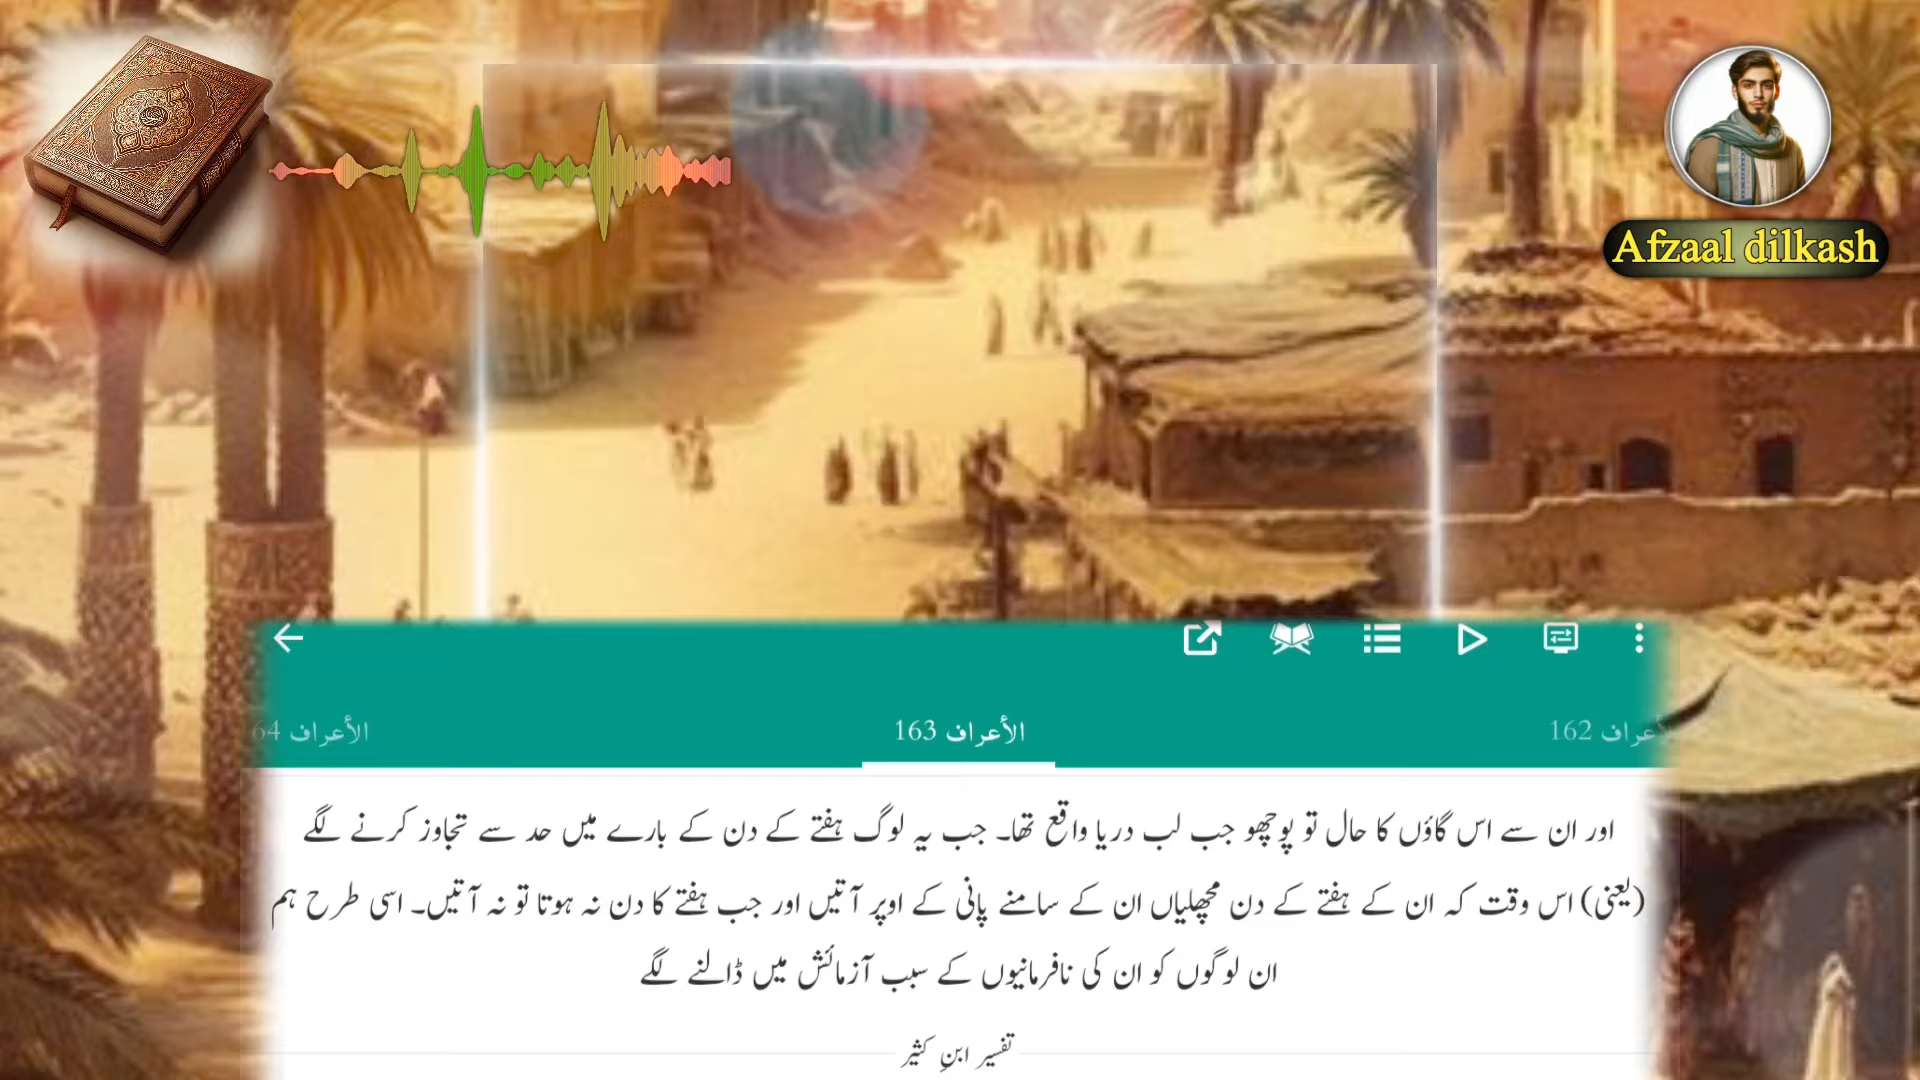 Afzaal dilkash
الأعراف 162
الأعراف 163
الأعراف 64
اور ان سے اس گاؤں کا حال تو پوچھو جب لب دریا واقع تھا۔ جب یہ لوگ ہفتے کے دن کے بارے میں حد سے تجاوز کرنے لگے
(یعنی) اس وقت کہ ان کے ہفتے کے دن مچھلیاں ان کے سامنے پانی کے اوپر آتیں اور جب ہفتے کا دن نہ ہوتا تو نہ آتیں۔ اسی طرح ہم
ان لوگوں کو ان کی نافرمانیوں کے سبب آزمائش میں ڈالنے لگے
تفسیر ابنِ کثیر